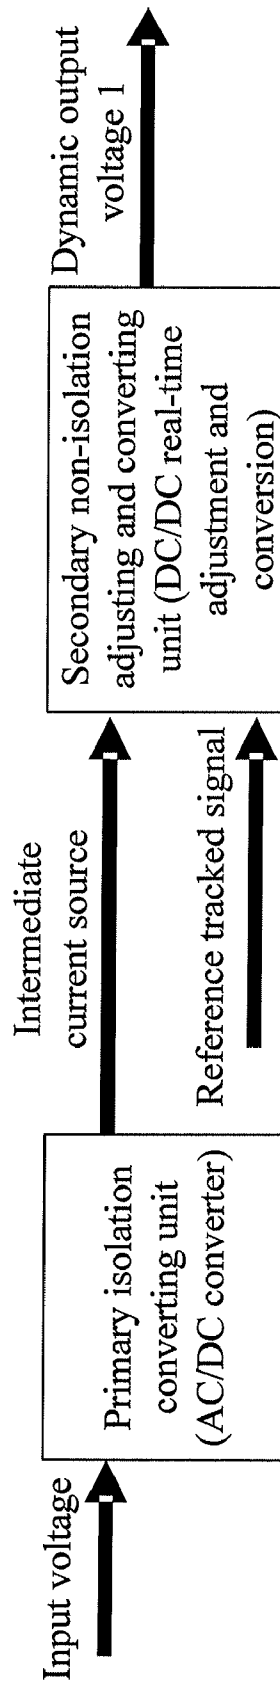 Input voltage
Primary isolation
converting unit
(AC/DC converter)
Intermediate
current source
Reference tracked signal
Secondary non-isolation
adjusting and converting
unit (DC/DC real-time
adjustment and
conversion)
Dynamic output
voltage 1